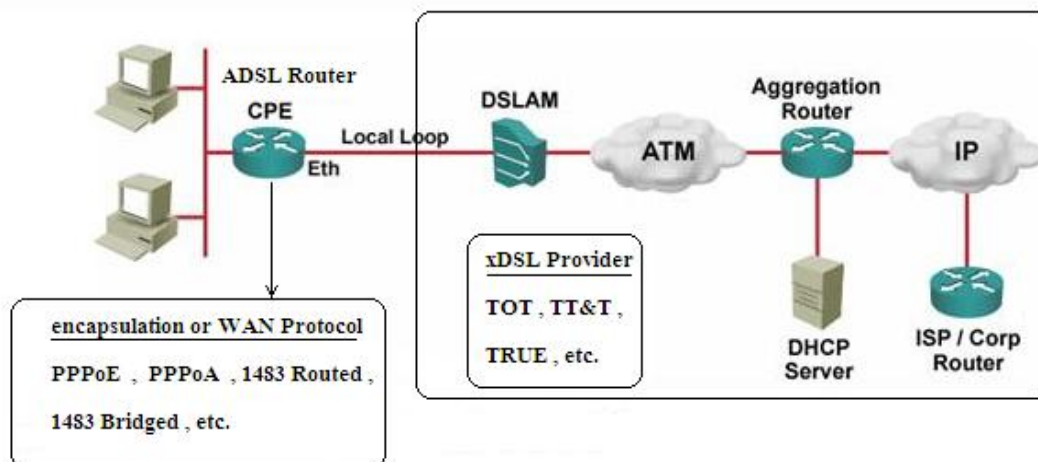 ADSL Router
CPE
Eth
Local Loop
DSLAM
ATM
Aggregation
Router
IP
xDSL Provider
TOT , TT&T ,
TRUE , etc.
DHCP
Server
ISP / Corp
Router
encapsulation or WAN Protocol
PPPoE , PPPoA , 1483 Routed ,
1483 Bridged , etc.